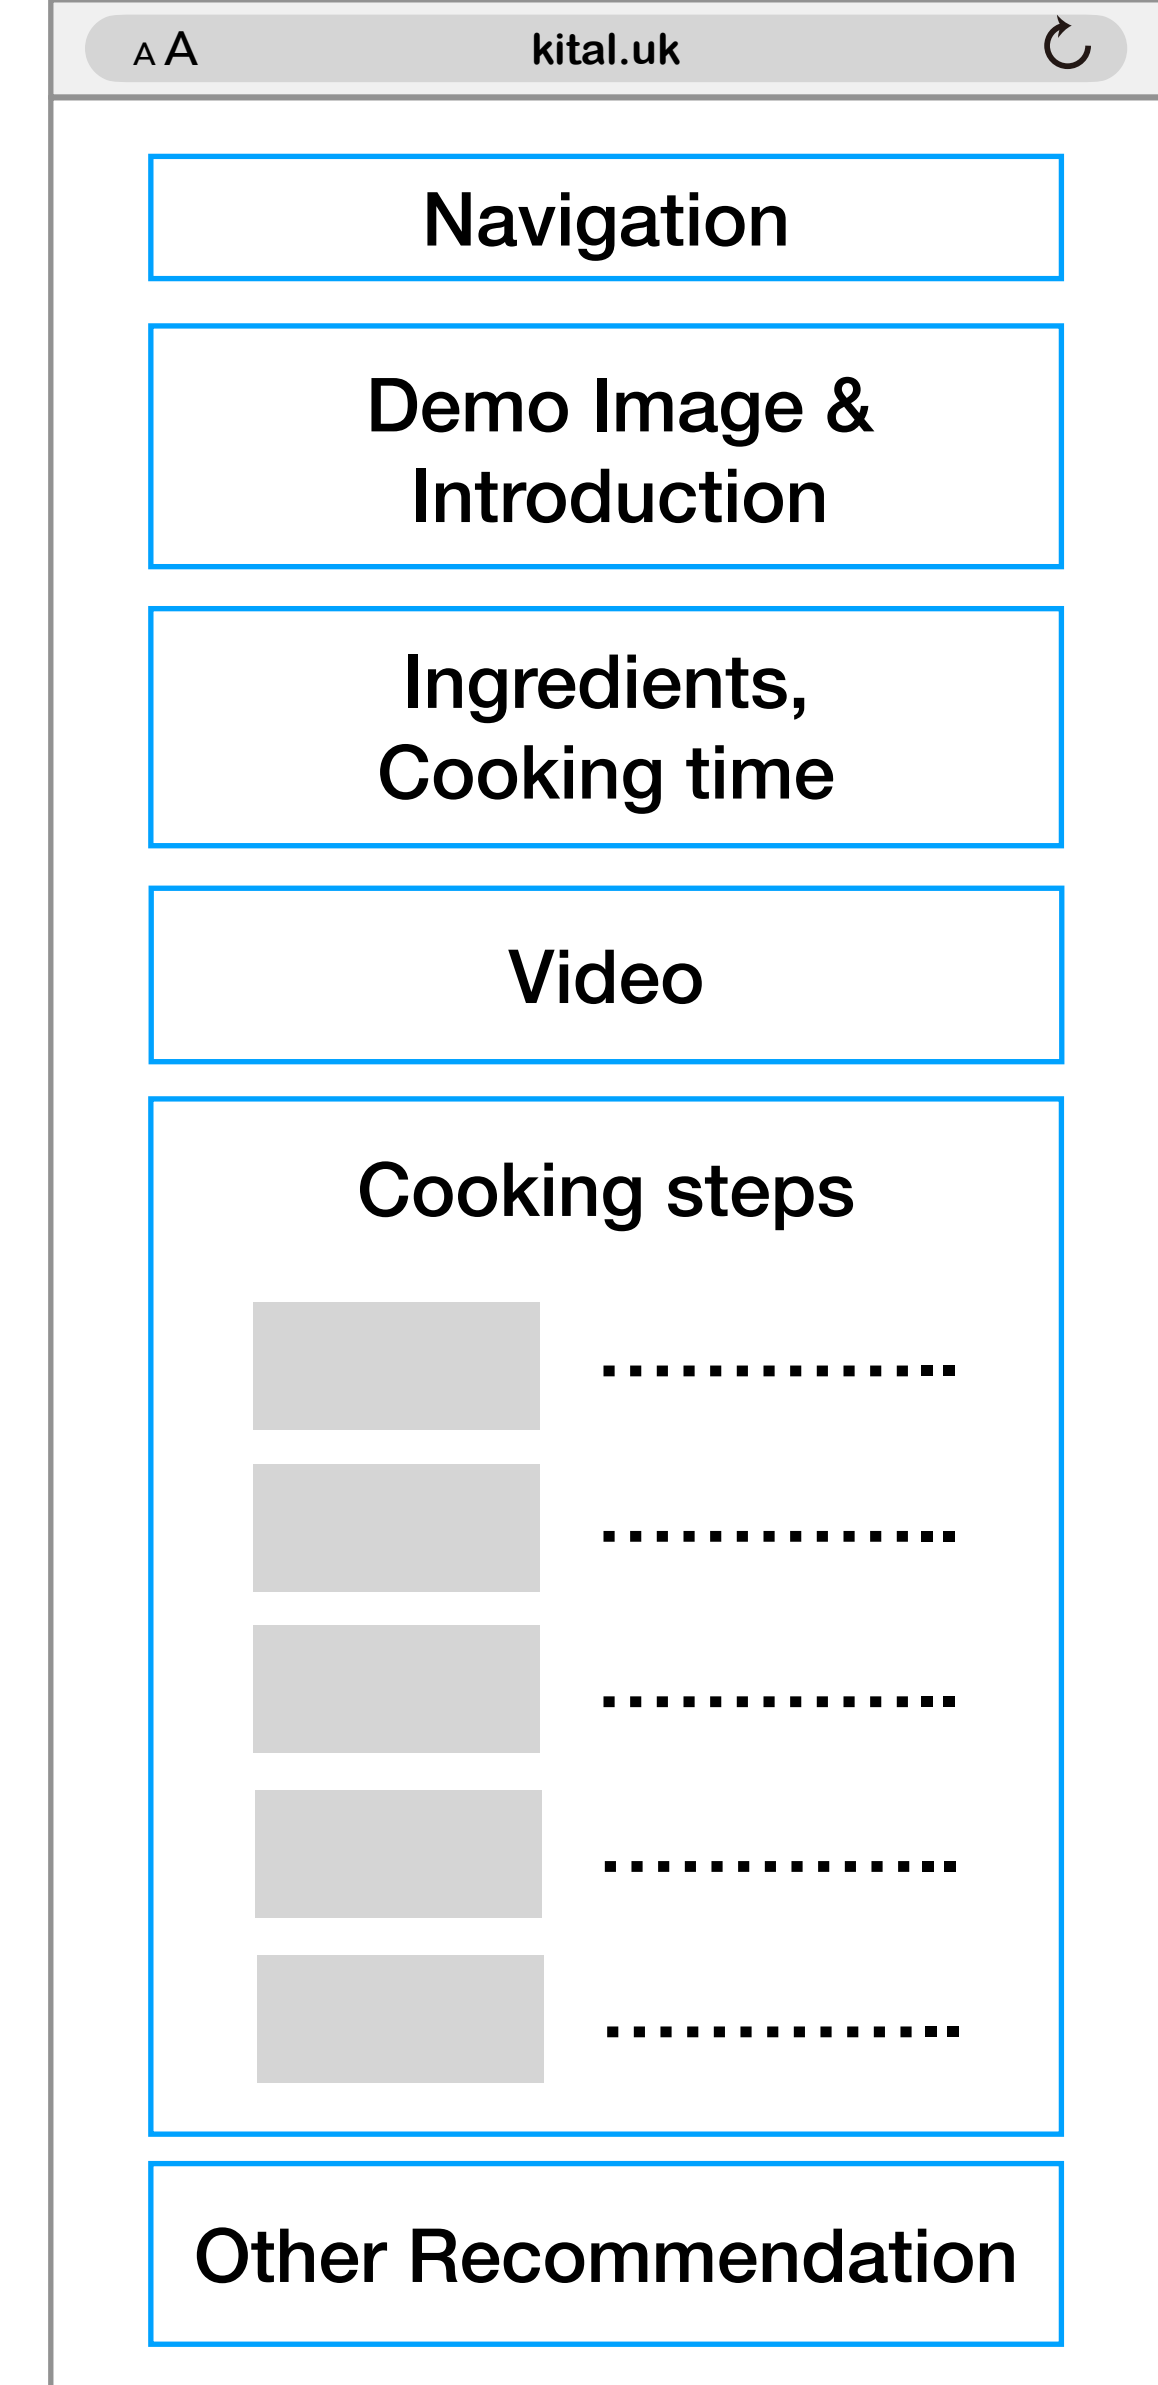 A A kital.uk
Navigation
Demo Image &
Introduction
Ingredients,
Cooking time
Video
Cooking steps
Other Recommendation